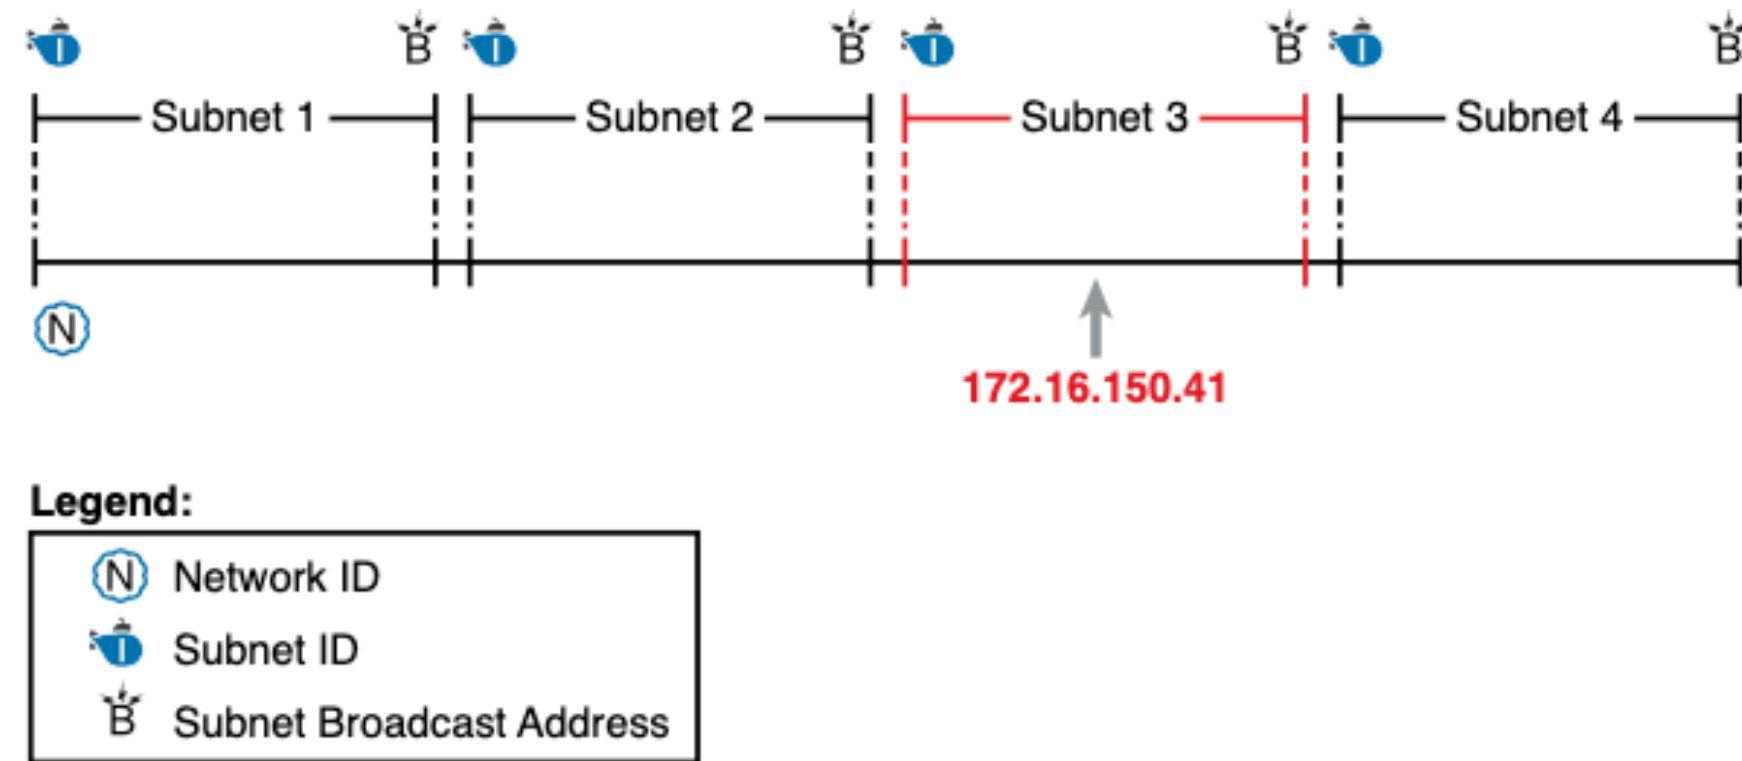 I B I B I B I B
Subnet 1 Subnet 2 Subnet 3 Subnet 4
N
172.16.150.41
Legend:
N Network ID
I Subnet ID
B Subnet Broadcast Address